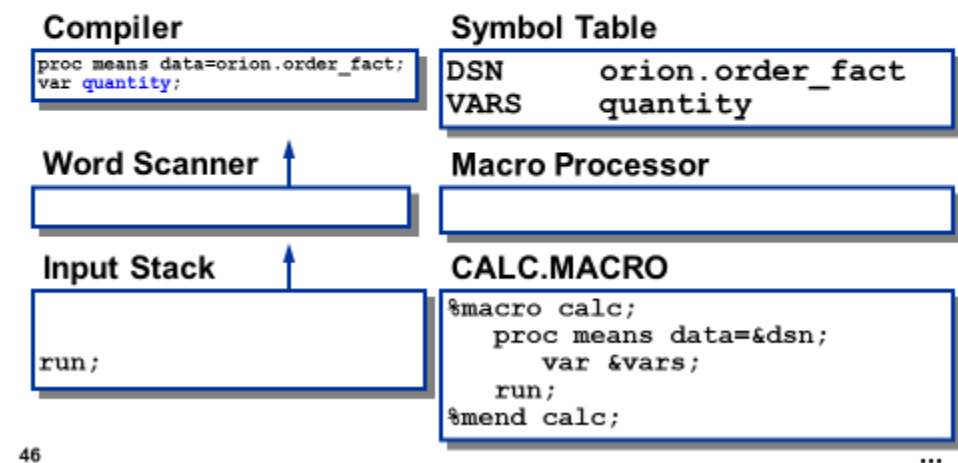 Compiler
proc means data=orion.order_fact;
var quantity;
Symbol Table
DSN orion.order_fact
VARS quantity
Word Scanner
Macro Processor
Input Stack
run;
CALC.MACRO
%macro calc;
proc means data=&dsn;
var &vars;
run;
%mend calc;
46
...